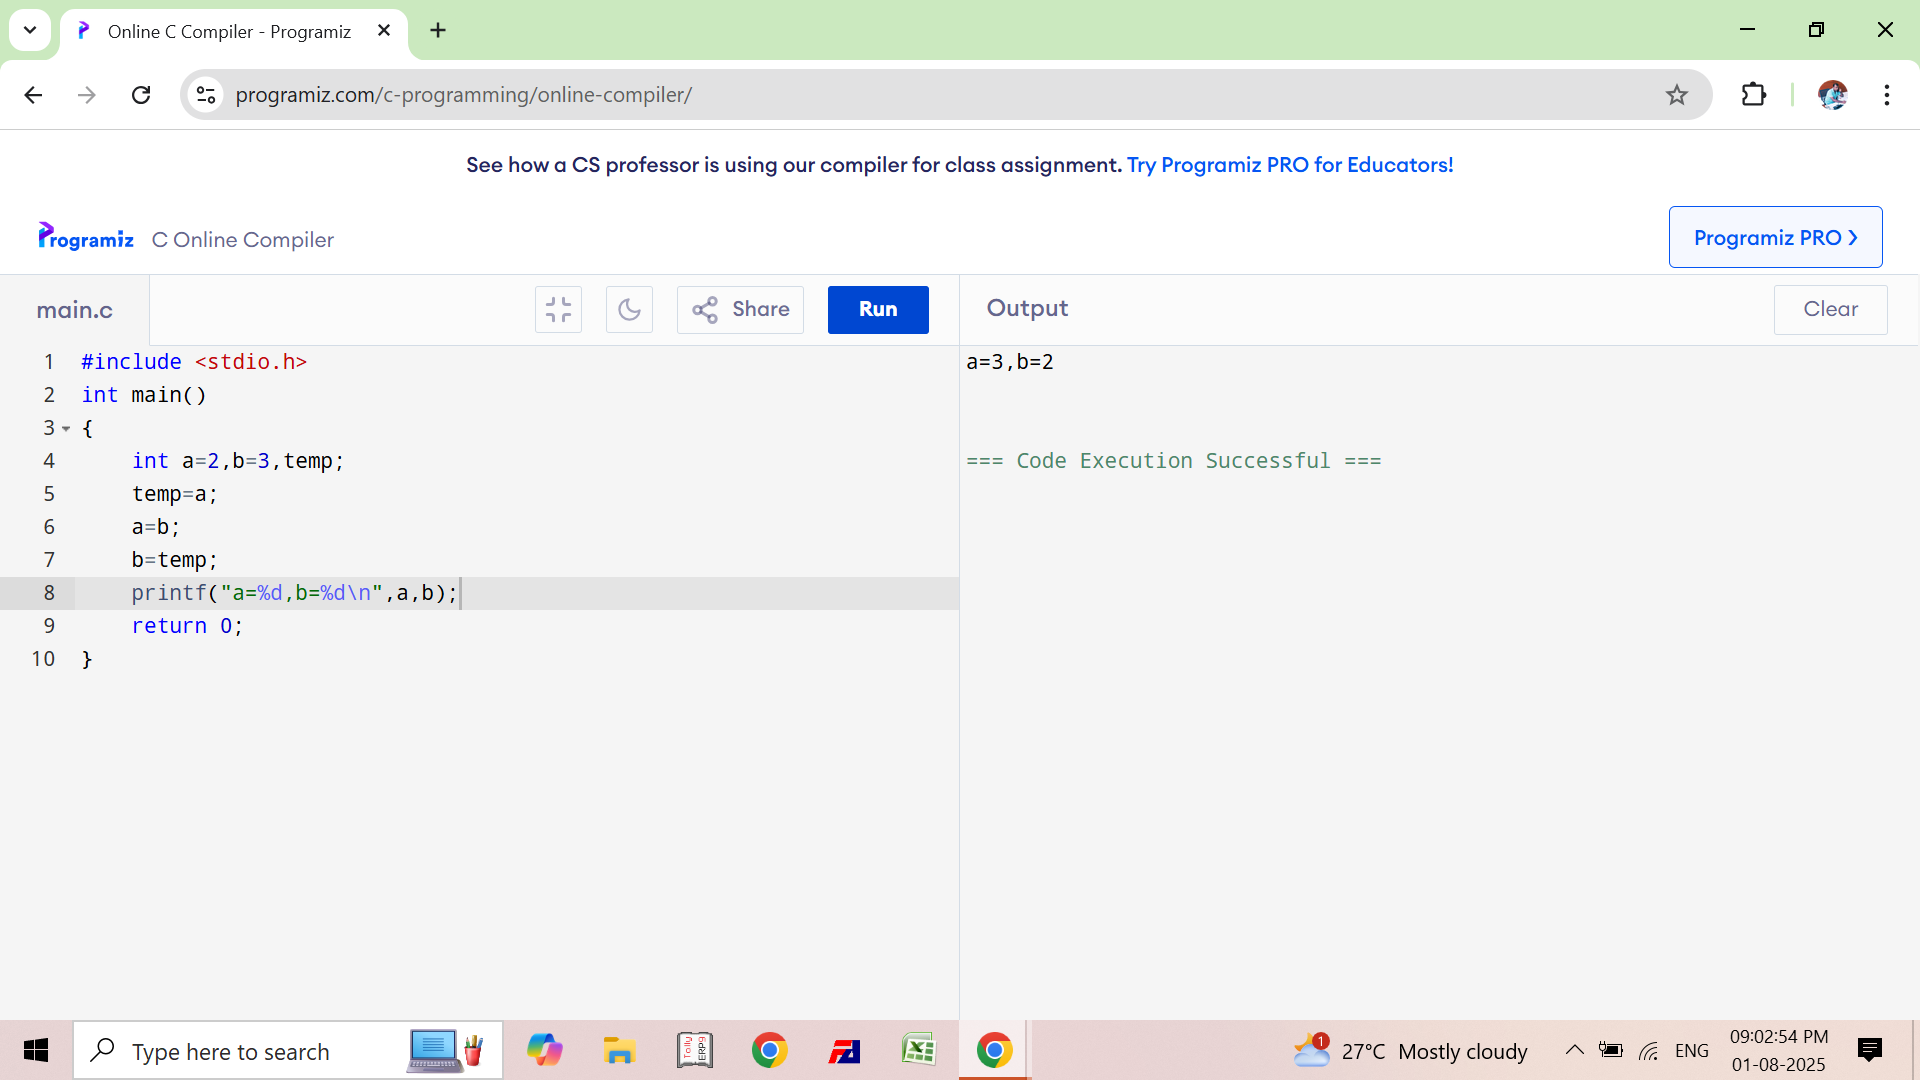 Online C Compiler - Programiz
programiz.com/c-programming/online-compiler/
See how a CS professor is using our compiler for class assignment. Try Programiz PRO for Educators!
Programiz C Online Compiler
Programiz PRO ❯
main.c
Share
Run
Output
Clear
1 #include <stdio.h>
2 int main()
3 {
4     int a=2,b=3,temp;
5     temp=a;
6     a=b;
7     b=temp;
8     printf("a=%d,b=%d\n",a,b);
9     return 0;
10 }
a=3,b=2
=== Code Execution Successful ===
Type here to search
Tally
ERP9
1
27°C Mostly cloudy
ENG
09:02:54 PM
01-08-2025